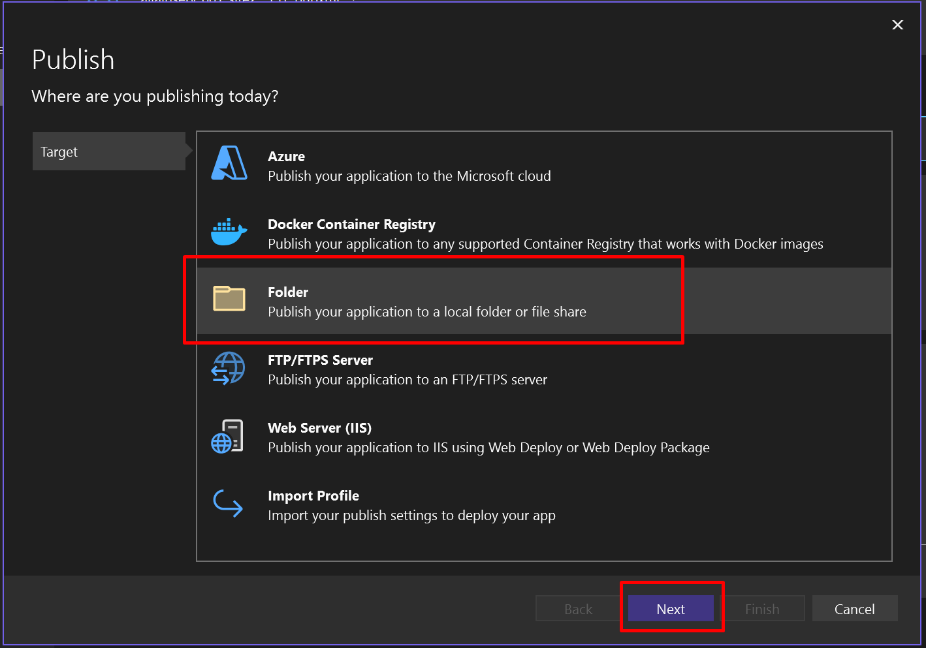 Publish
Where are you publishing today?
Target
Azure
Publish your application to the Microsoft cloud
Docker Container Registry
Publish your application to any supported Container Registry that works with Docker images
Folder
Publish your application to a local folder or file share
FTP/FTPS Server
Publish your application to an FTP/FTPS server
Web Server (IIS)
Publish your application to IIS using Web Deploy or Web Deploy Package
Import Profile
Import your publish settings to deploy your app
Back Next Finish Cancel